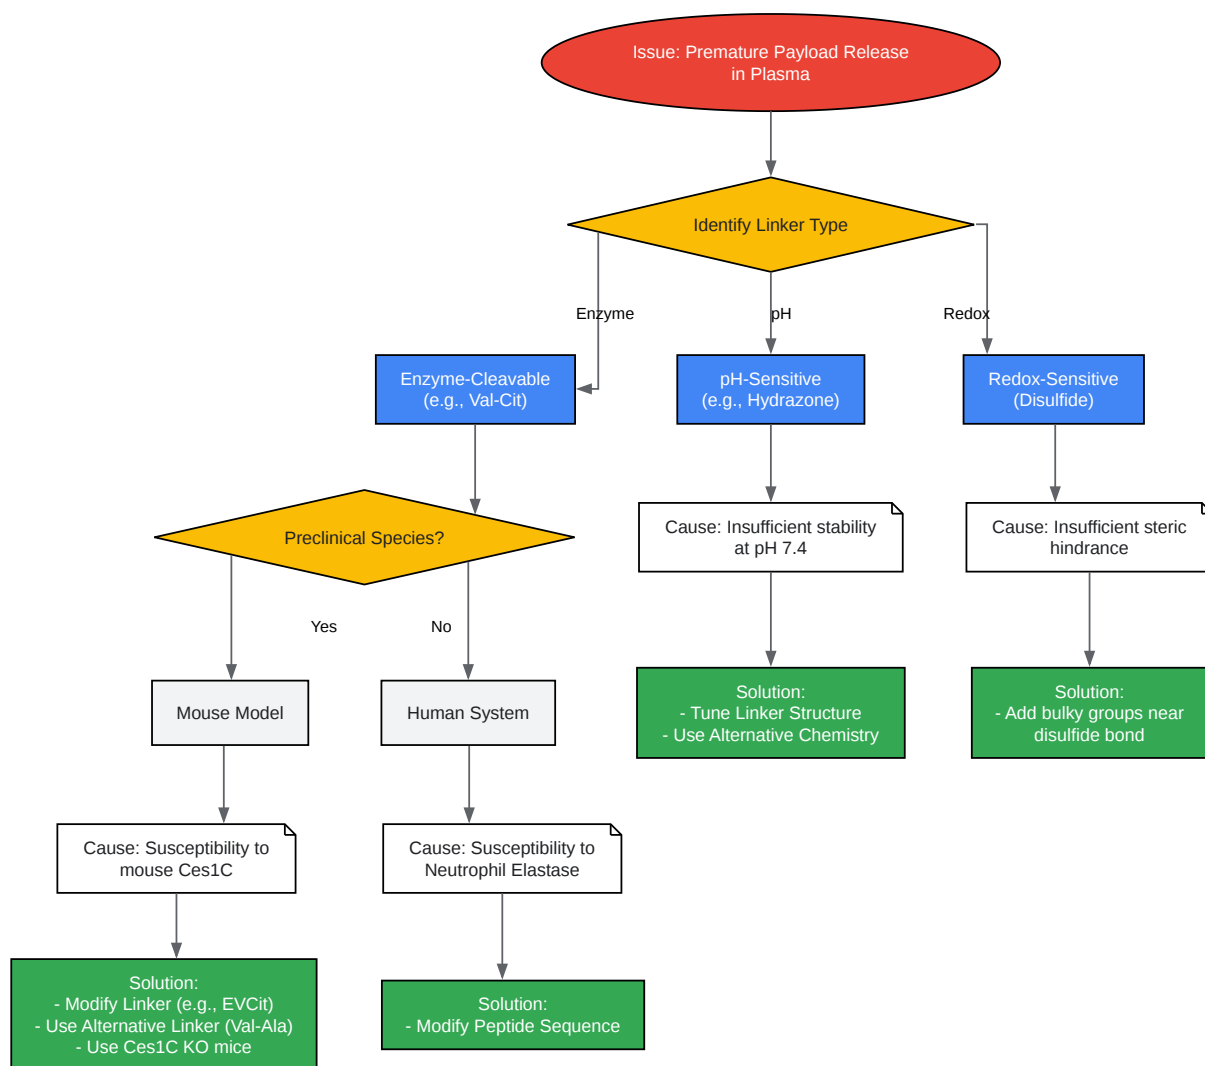 Issue: Premature Payload Release
in Plasma
Identify Linker Type
Enzyme
pH
Redox
Enzyme-Cleavable
(e.g., Val-Cit)
pH-Sensitive
(e.g., Hydrazone)
Redox-Sensitive
(Disulfide)
Preclinical Species?
Cause: Insufficient stability
at pH 7.4
Cause: Insufficient steric
hindrance
Yes
No
Mouse Model
Human System
Solution:
- Tune Linker Structure
- Use Alternative Chemistry
Solution:
- Add bulky groups near
disulfide bond
Cause: Susceptibility to
mouse Ces1C
Cause: Susceptibility to
Neutrophil Elastase
Solution:
- Modify Linker (e.g., EVCit)
- Use Alternative Linker (Val-Ala)
- Use Ces1C KO mice
Solution:
- Modify Peptide Sequence